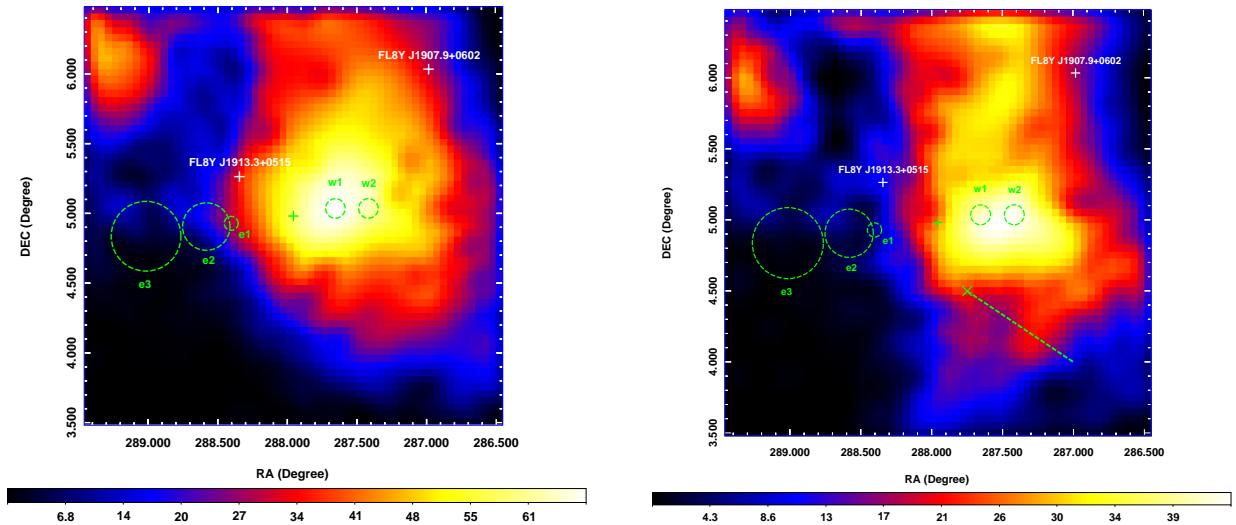 FL8Y J1907.9+0602
FL8Y J1913.3+0515
w1 w2
e1
e2
e3
6.000
5.500
5.000
4.500
4.000
3.500
DEC (Degree)
289.000 288.500 288.000 287.500 287.000 286.500
RA (Degree)
6.8 14 20 27 34 41 48 55 61
FL8Y J1907.9+0602
FL8Y J1913.3+0515
w1 w2
e1
e2
e3
6.000
5.500
5.000
4.500
4.000
3.500
DEC (Degree)
289.000 288.500 288.000 287.500 287.000 286.500
RA (Degree)
4.3 8.6 13 17 21 26 30 34 39